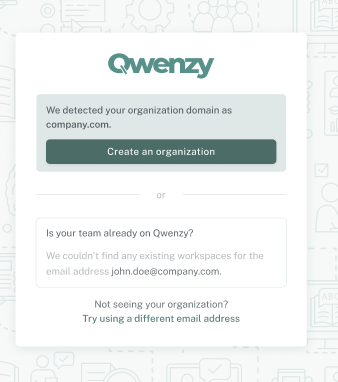 Qwenzy
We detected your organization domain as
company.com.
Create an organization
or
Is your team already on Qwenzy?
We couldn't find any existing workspaces for the
email address john.doe@company.com.
Not seeing your organization?
Try using a different email address